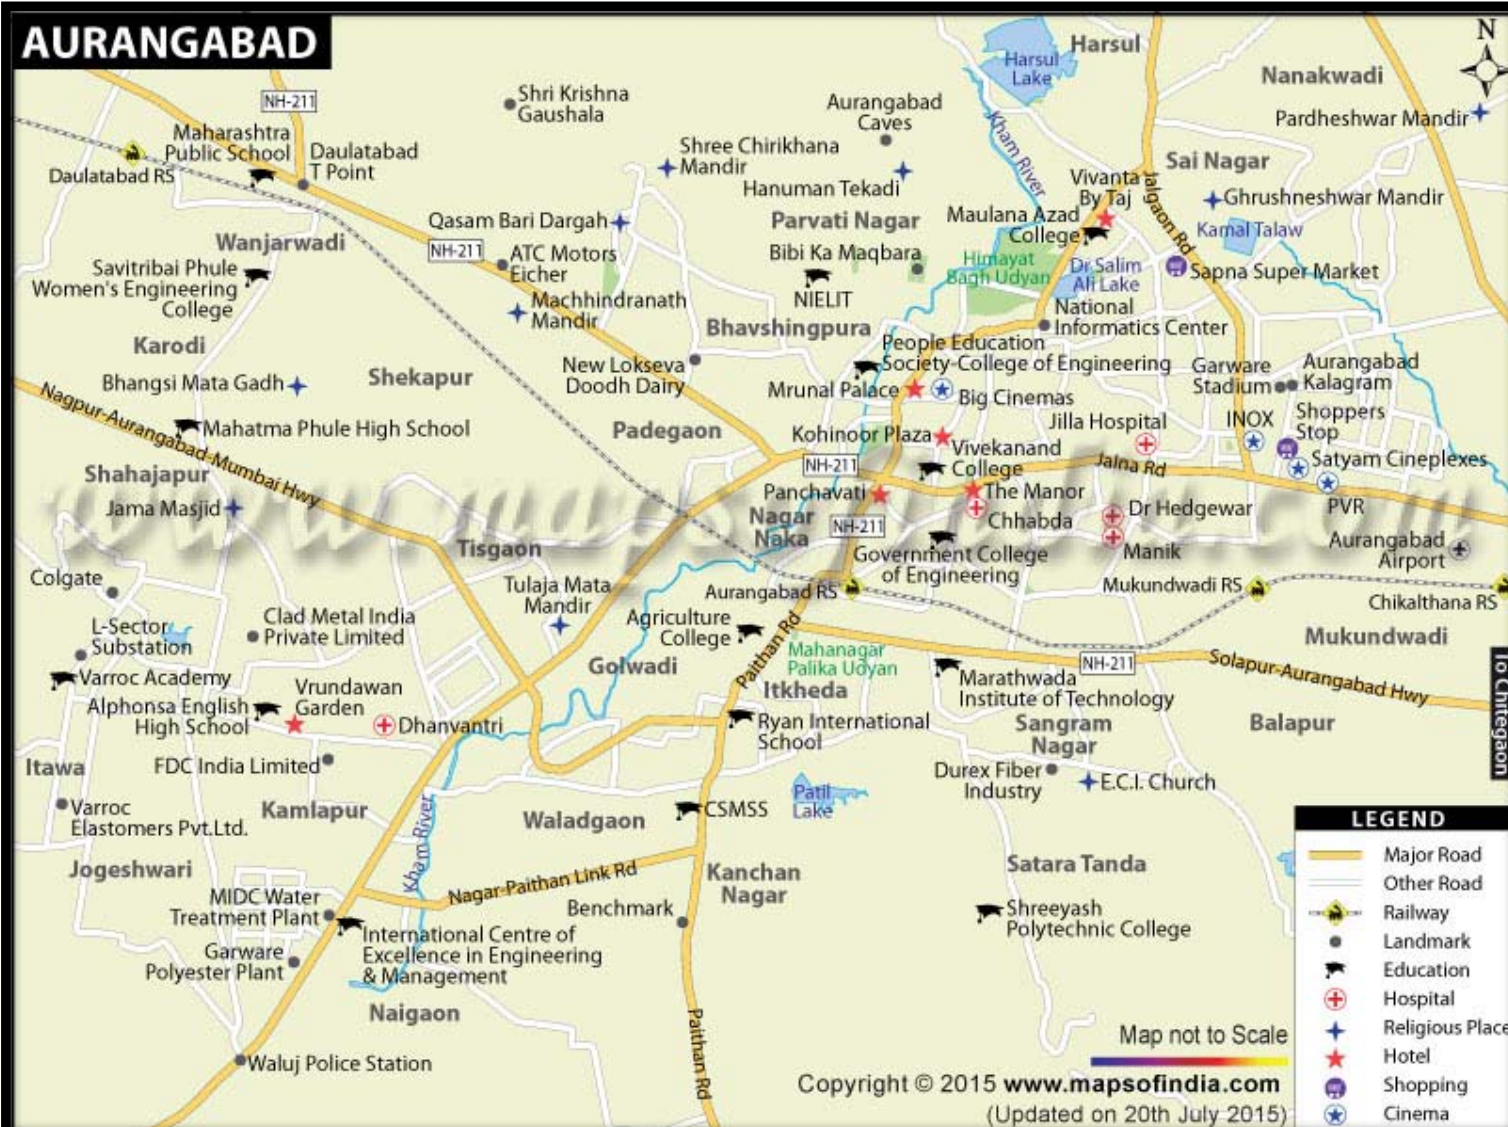 AURANGABAD
N
Harsul
Harsul
Lake
Nanakwadi
Pardheshwar Mandir
NH-211
Shri Krishna
Gaushala
Aurangabad
Caves
Kham River
Maharashtra
Public School
Daulatabad
T Point
Daulatabad RS
Shree Chirikhana
Mandir
Hanuman Tekadi
Sai Nagar
Vivanta
By Taj
Jalgaon Rd
Ghrushneshwar Mandir
Kamal Talaw
Qasam Bari Dargah
Parvati Nagar
Maulana Azad
College
Wanjarwadi
NH-211
ATC Motors
Eicher
Bibi Ka Maqbara
Himayat
Bagh Udyan
Dr Salim
Ali Lake
Sapna Super Market
Savitribai Phule
Women's Engineering
College
NIELIT
Machhindranath
Mandir
Bhavshingpura
National
Informatics Center
Karodi
People Education
Society-College of Engineering
New Lokseva
Doodh Dairy
Garware
Stadium
Aurangabad
Kalagram
Bhangsi Mata Gadh
Shekapur
Mrunal Palace
Big Cinemas
Nagpur-Aurangabad-Mumbai Hwy
Mahatma Phule High School
Padegaon
Kohinoor Plaza
Jilla Hospital
INOX
Shoppers
Stop
Vivekanand
College
NH-211
Jalna Rd
Satyam Cineplexes
Shahajapur
Panchavati
The Manor
PVR
Jama Masjid
www.mapsofindia.com
Nagar
Naka
NH-211
Chhabda
Dr Hedgewar
Manik
Tisgaon
Government College
of Engineering
Aurangabad
Airport
Colgate
Tulaja Mata
Mandir
Aurangabad RS
Mukundwadi RS
Chikalthana RS
L-Sector
Substation
Clad Metal India
Private Limited
Agriculture
College
Paithan Rd
Mahanagar
Palika Udyan
Mukundwadi
NH-211
Solapur-Aurangabad Hwy
To Chitegaon
Varroc Academy
Golwadi
Itkheda
Marathwada
Institute of Technology
Alphonsa English
High School
Vrundawan
Garden
Dhanvantri
Ryan International
School
Sangram
Nagar
Balapur
Itawa
FDC India Limited
Durex Fiber
Industry
E.C.I. Church
Varroc
Elastomers Pvt.Ltd.
Kamlapur
Kham River
Waladgaon
CSMSS
Patil
Lake
Jogeshwari
Nagar-Paithan Link Rd
Kanchan
Nagar
Satara Tanda
MIDC Water
Treatment Plant
Benchmark
Shreeyash
Polytechnic College
International Centre of
Excellence in Engineering
& Management
Garware
Polyester Plant
Naigaon
Paithan Rd
Waluj Police Station
LEGEND
Major Road
Other Road
Railway
Landmark
Education
Hospital
Religious Place
Hotel
Shopping
Cinema
Map not to Scale
Copyright © 2015 www.mapsofindia.com
(Updated on 20th July 2015)